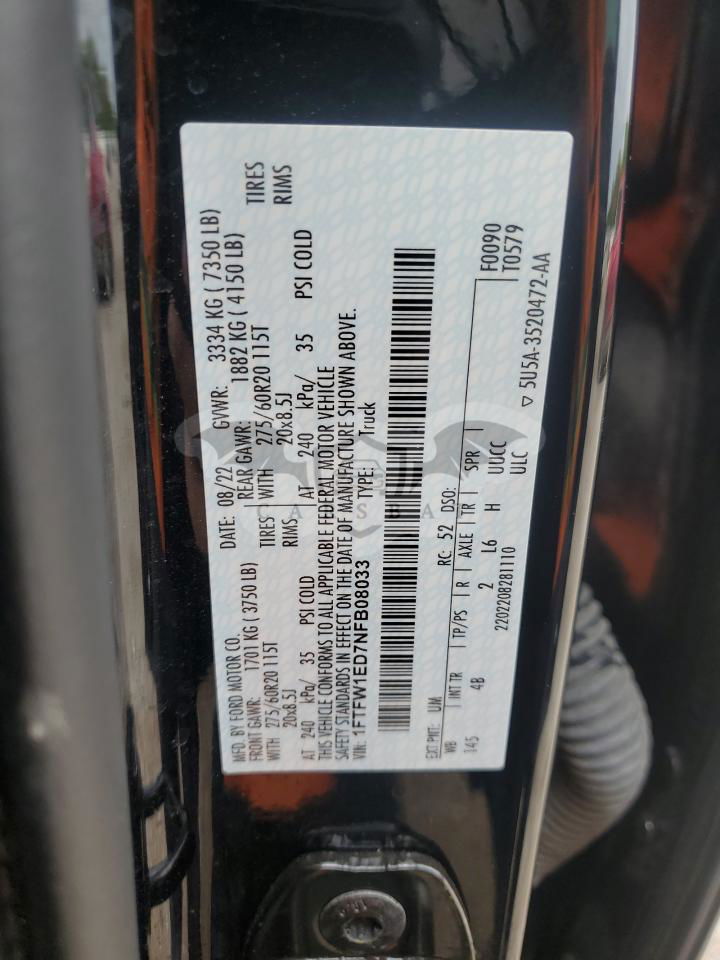 MFD. BY FORD MOTOR CO.
DATE: 08/22 GVWR: 3334 KG ( 7350 LB)
FRONT GAWR: 1701 KG ( 3750 LB)
REAR GAWR: 1882 KG ( 4150 LB)
WITH 275/60R20 115T TIRES
WITH 275/60R20 115T TIRES
20x8.5J RIMS
20x8.5J RIMS
AT 240 kPa/ 35 PSI COLD
AT 240 kPa/ 35 PSI COLD
THIS VEHICLE CONFORMS TO ALL APPLICABLE FEDERAL MOTOR VEHICLE
SAFETY STANDARDS IN EFFECT ON THE DATE OF MANUFACTURE SHOWN ABOVE.
VIN: 1FTFW1ED7NFB08033 TYPE: Truck
EXT PNT: UM RC: 52 DSO:
WB INT TR TP/PS R AXLE TR SPR F0090
145 4B 2 L6 H UUCC T0579
2202208281110 ULC
▽ 5U5A-3520472-AA
CARSBAT